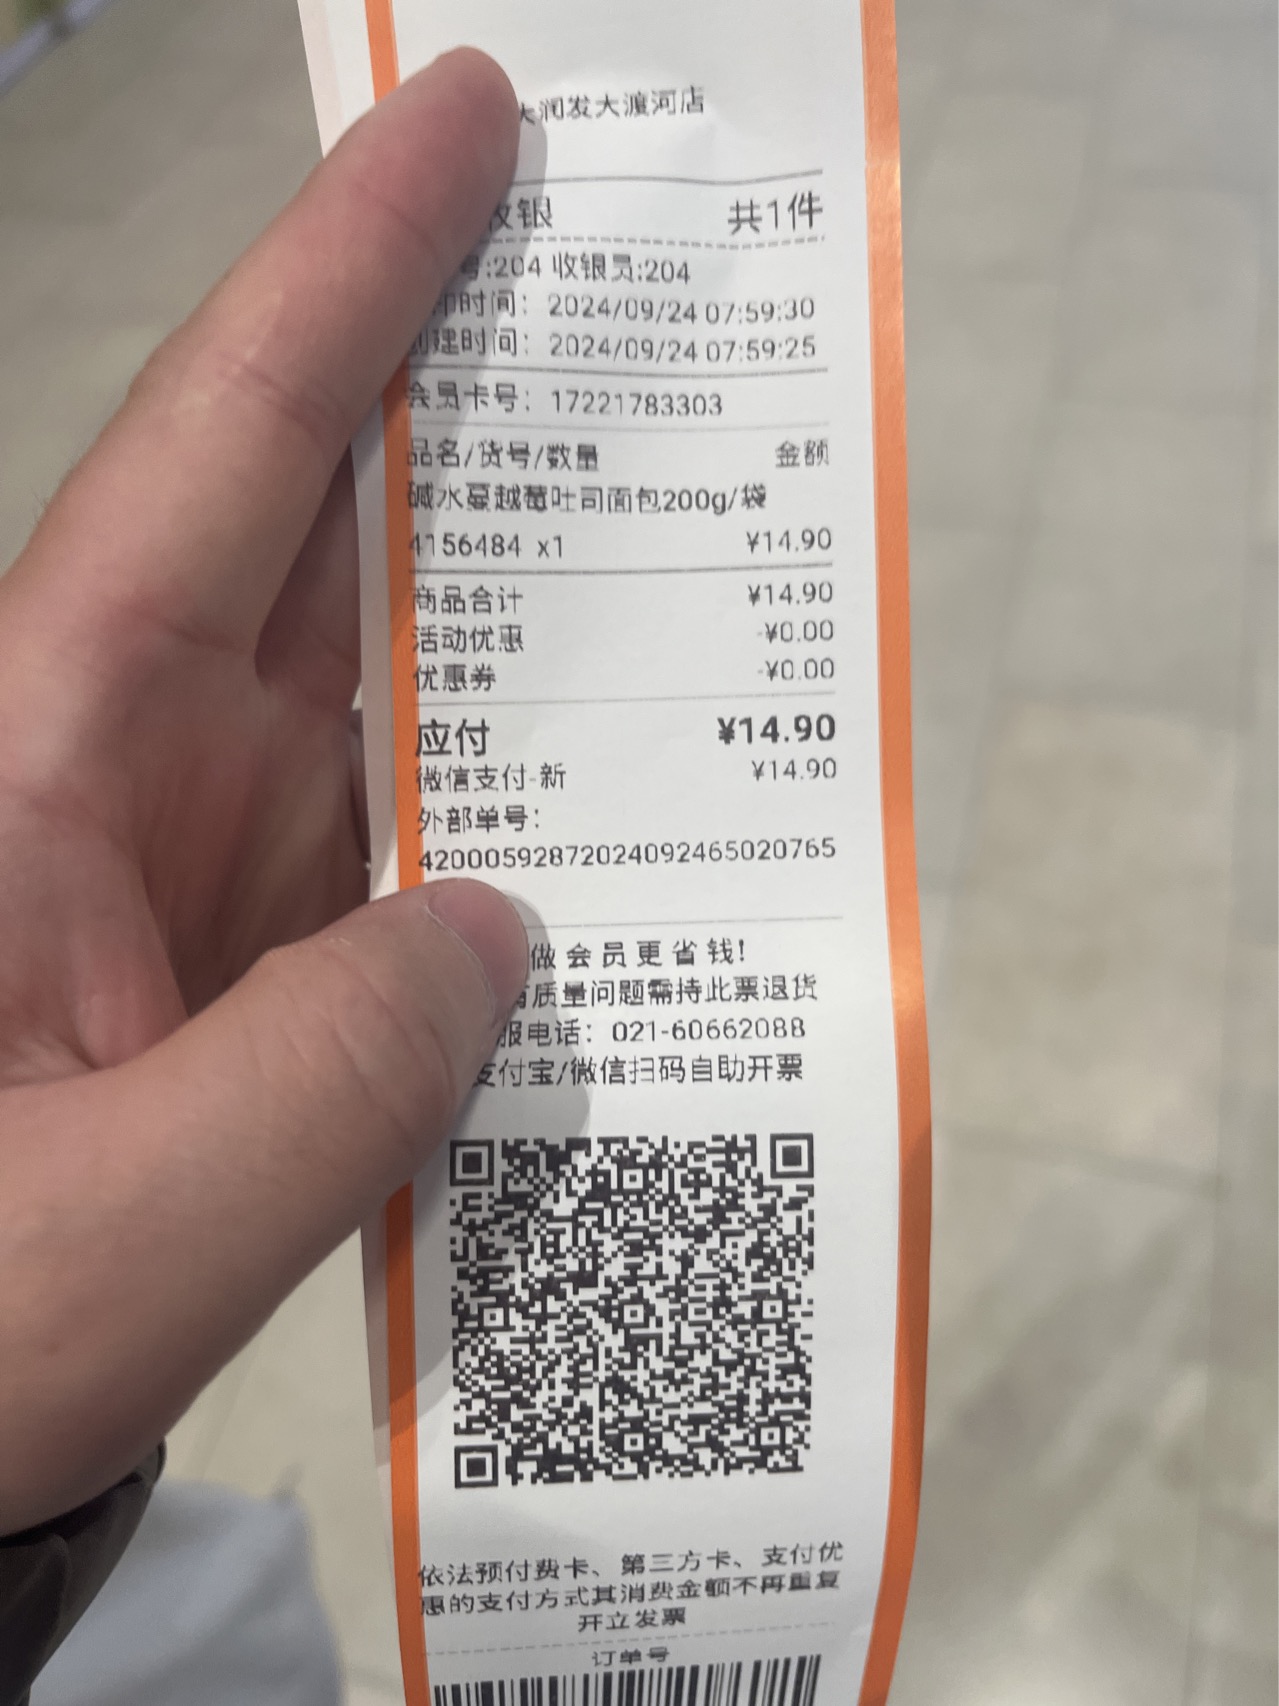 大润发大渡河店
收银 共1件
号:204 收银员:204
印时间: 2024/09/24 07:59:30
创建时间: 2024/09/24 07:59:25
会员卡号: 17221783303
品名/货号/数量 金额
碱水蔓越莓吐司面包200g/袋
4156484 x1 ¥14.90
商品合计 ¥14.90
活动优惠 -¥0.00
优惠券 -¥0.00
应付 ¥14.90
微信支付-新 ¥14.90
外部单号:
42000592872024092465020765
做会员更省钱!
有质量问题需持此票退货
服电话: 021-60662088
支付宝/微信扫码自助开票
依法预付费卡、第三方卡、支付优
惠的支付方式其消费金额不再重复
开立发票
订单号